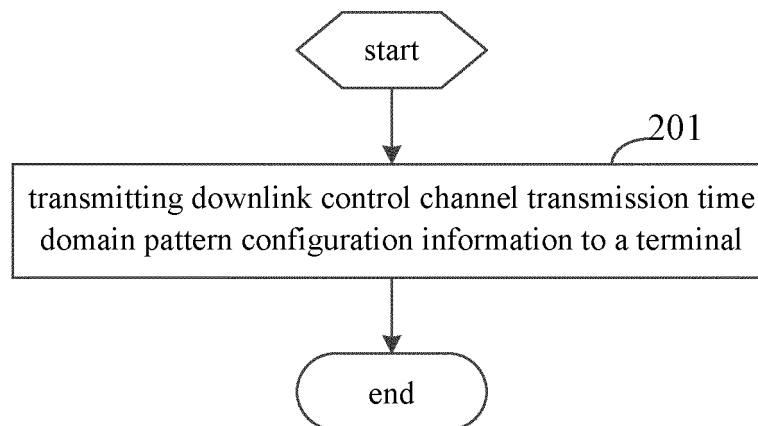 start
201
transmitting downlink control channel transmission time
domain pattern configuration information to a terminal
end